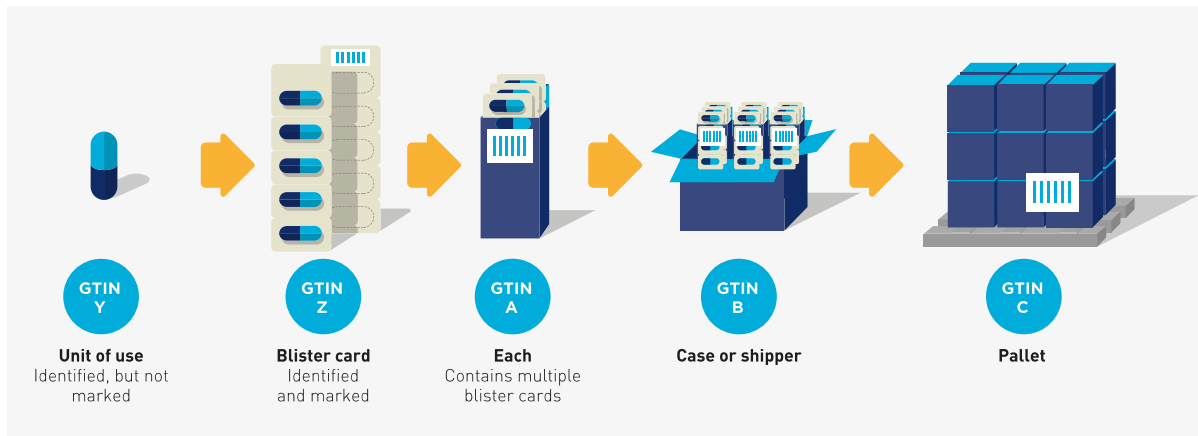 GTIN
Y
Unit of use
Identified, but not
marked
GTIN
Z
Blister card
Identified
and marked
GTIN
A
Each
Contains multiple
blister cards
GTIN
B
Case or shipper
GTIN
C
Pallet